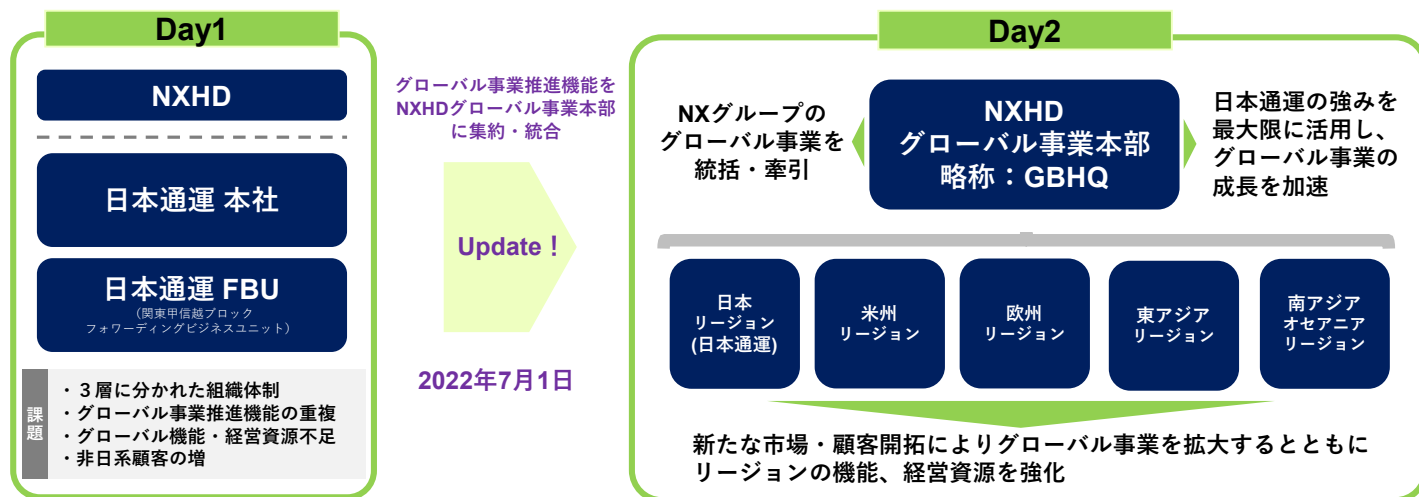 Day1
NXHD
日本通運 本社
日本通運 FBU
（関東甲信越ブロック
フォワーディングビジネスユニット）
課題
・３層に分かれた組織体制
・グローバル事業推進機能の重複
・グローバル機能・経営資源不足
・非日系顧客の増
グローバル事業推進機能を
NXHDグローバル事業本部
に集約・統合
Update！
2022年7月1日
Day2
NXグループの
グローバル事業を
統括・牽引
NXHD
グローバル事業本部
略称：GBHQ
日本通運の強みを
最大限に活用し、
グローバル事業の
成長を加速
日本
リージョン
(日本通運)
米州
リージョン
欧州
リージョン
東アジア
リージョン
南アジア
オセアニア
リージョン
新たな市場・顧客開拓によりグローバル事業を拡大するとともに
リージョンの機能、経営資源を強化